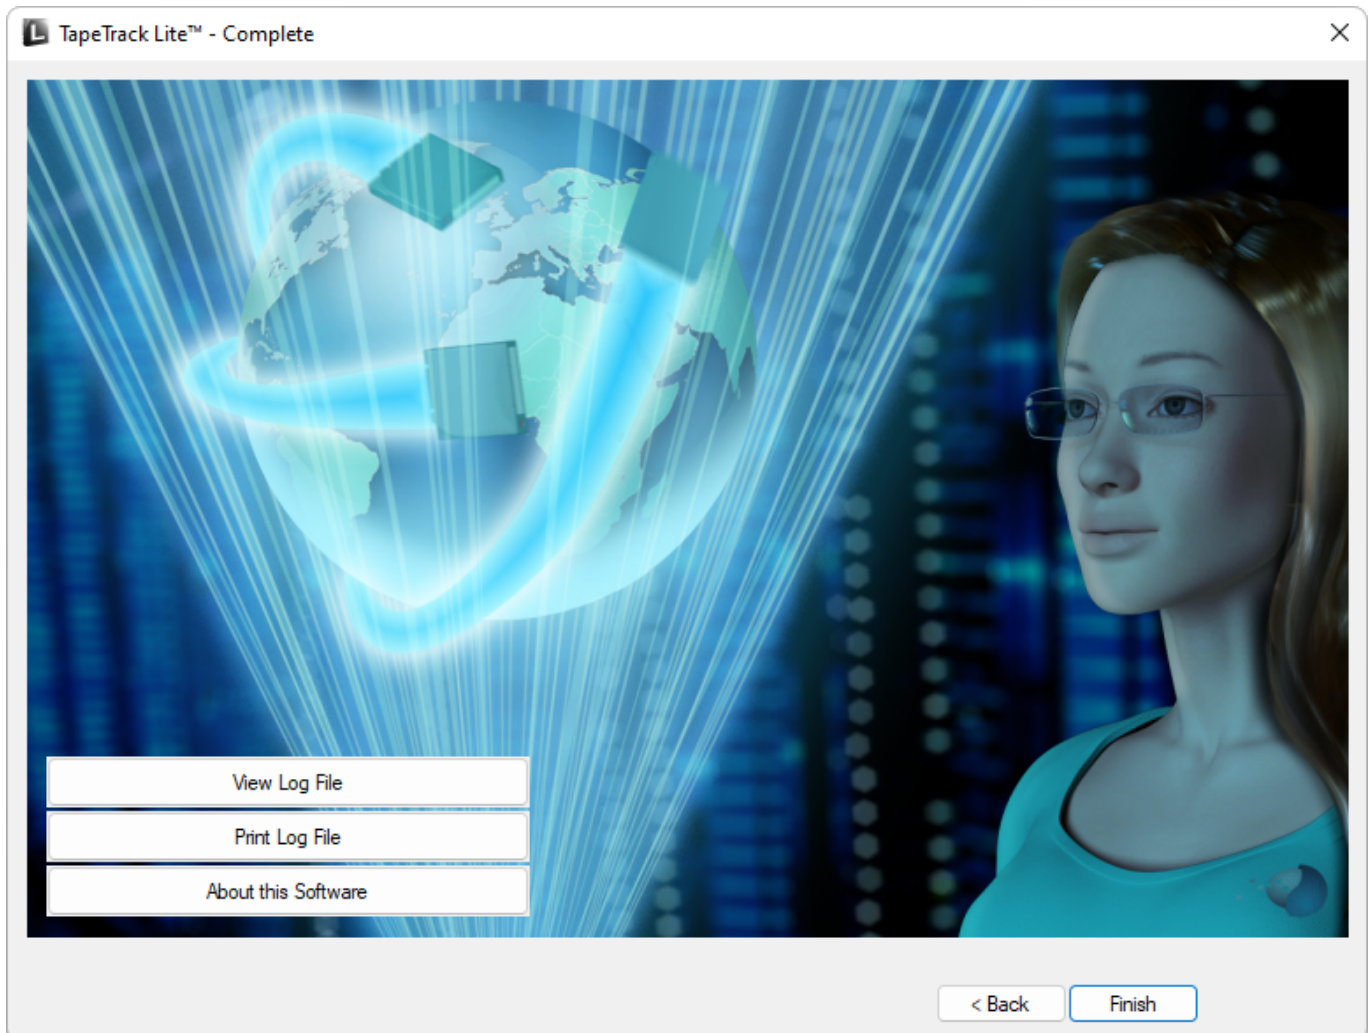 TapeTrack Lite™ - Complete
View Log File
Print Log File
About this Software
< Back
Finish